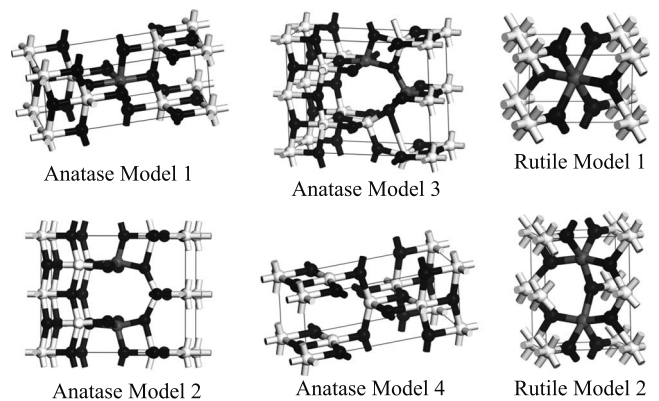 Anatase Model 1
Anatase Model 3
Rutile Model 1
Anatase Model 2
Anatase Model 4
Rutile Model 2